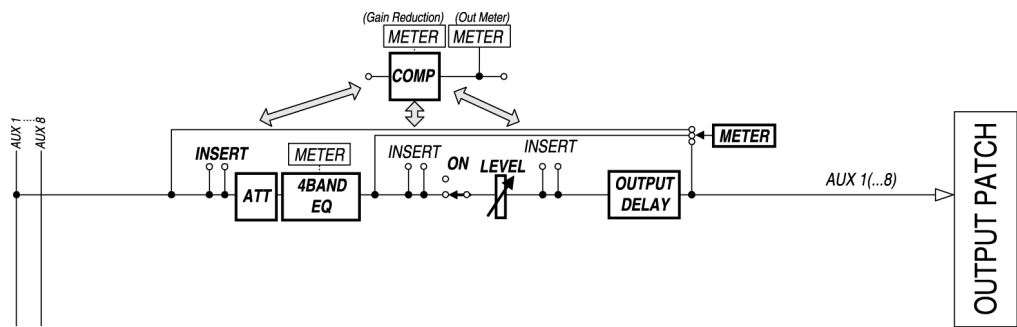 (Gain Reduction) (Out Meter)
METER METER
COMP
AUX 1
AUX 8
METER
INSERT METER INSERT ON LEVEL INSERT
ATT
4BAND
EQ
OUTPUT
DELAY
AUX 1(...8)
OUTPUT PATCH